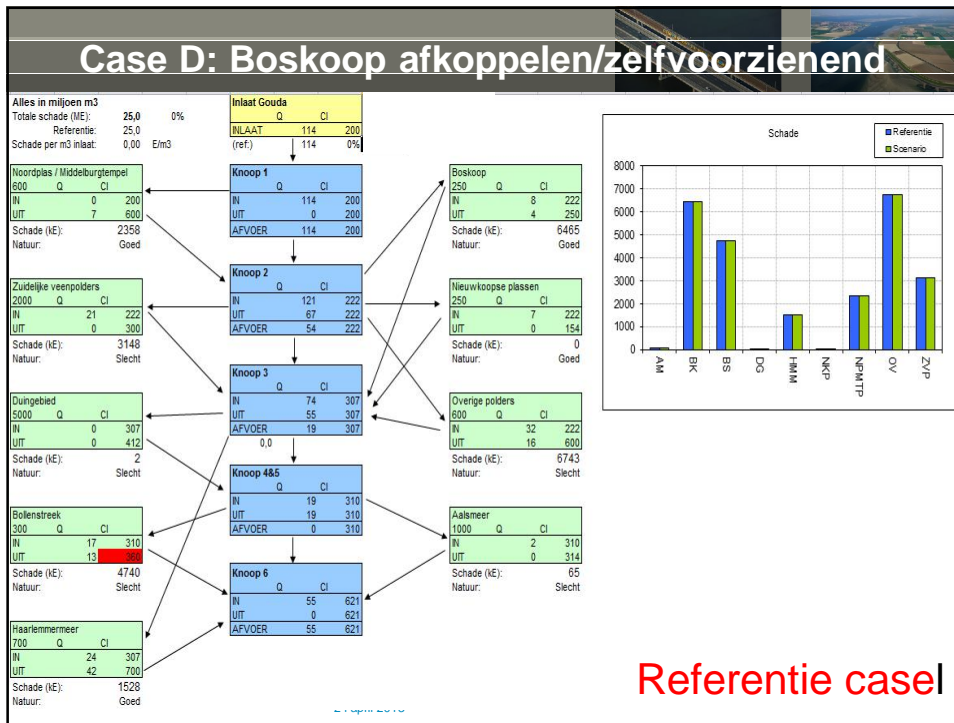 Case D: Boskoop afkoppelen/zelfvoorzienend
Alles in miljoen m3
Totale schade (ME): 25,0 0%
Referentie: 25,0
Schade per m3 inlaat: 0,00 E/m3
Inlaat Gouda
Q Cl
INLAAT 114 200
(ref:) 114 0%
Noordplas / Middelburgtempel
600 Q Cl
IN 0 200
UIT 7 600
Schade (kE): 2358
Natuur: Goed
Knoop 1
Q Cl
IN 114 200
UIT 0 200
AFVOER 114 200
Boskoop
250 Q Cl
IN 8 222
UIT 4 250
Schade (kE): 6465
Natuur: Goed
Zuidelijke veenpolders
2000 Q Cl
IN 21 222
UIT 0 300
Schade (kE): 3148
Natuur: Slecht
Knoop 2
Q Cl
IN 121 222
UIT 67 222
AFVOER 54 222
Nieuwkoopse plassen
250 Q Cl
IN 7 222
UIT 0 154
Schade (kE): 0
Natuur: Goed
Duingebied
5000 Q Cl
IN 0 307
UIT 0 412
Schade (kE): 2
Natuur: Slecht
Knoop 3
Q Cl
IN 74 307
UIT 55 307
AFVOER 19 307
0,0
Overige polders
600 Q Cl
IN 32 222
UIT 16 600
Schade (kE): 6743
Natuur: Slecht
Bollenstreek
300 Q Cl
IN 17 310
UIT 13 360
Schade (kE): 4740
Natuur: Slecht
Knoop 4&5
Q Cl
IN 19 310
UIT 19 310
AFVOER 0 310
Aalsmeer
1000 Q Cl
IN 2 310
UIT 0 314
Schade (kE): 65
Natuur: Slecht
Haarlemmermeer
700 Q Cl
IN 24 307
UIT 42 700
Schade (kE): 1528
Natuur: Goed
Knoop 6
Q Cl
IN 55 621
UIT 0 621
AFVOER 55 621
Schade
Referentie
Scenario
8000
7000
6000
5000
4000
3000
2000
1000
0
AM BK BS DG HMM NKP NPMTP OV ZVP
Referentie casel